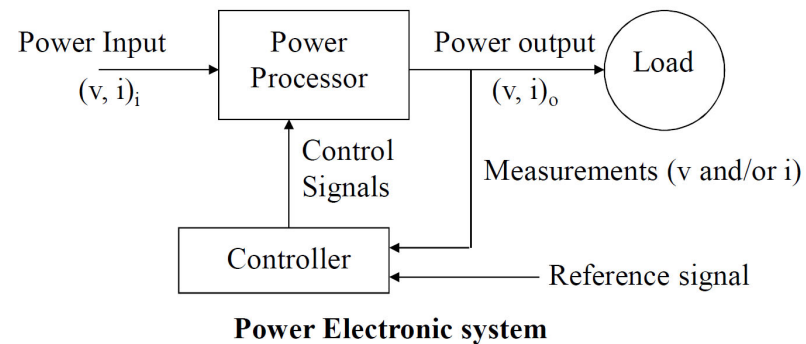 Power Input
(v, i)i
Power
Processor
Power output
(v, i)o
Load
Control
Signals
Measurements (v and/or i)
Controller
Reference signal
Power Electronic system